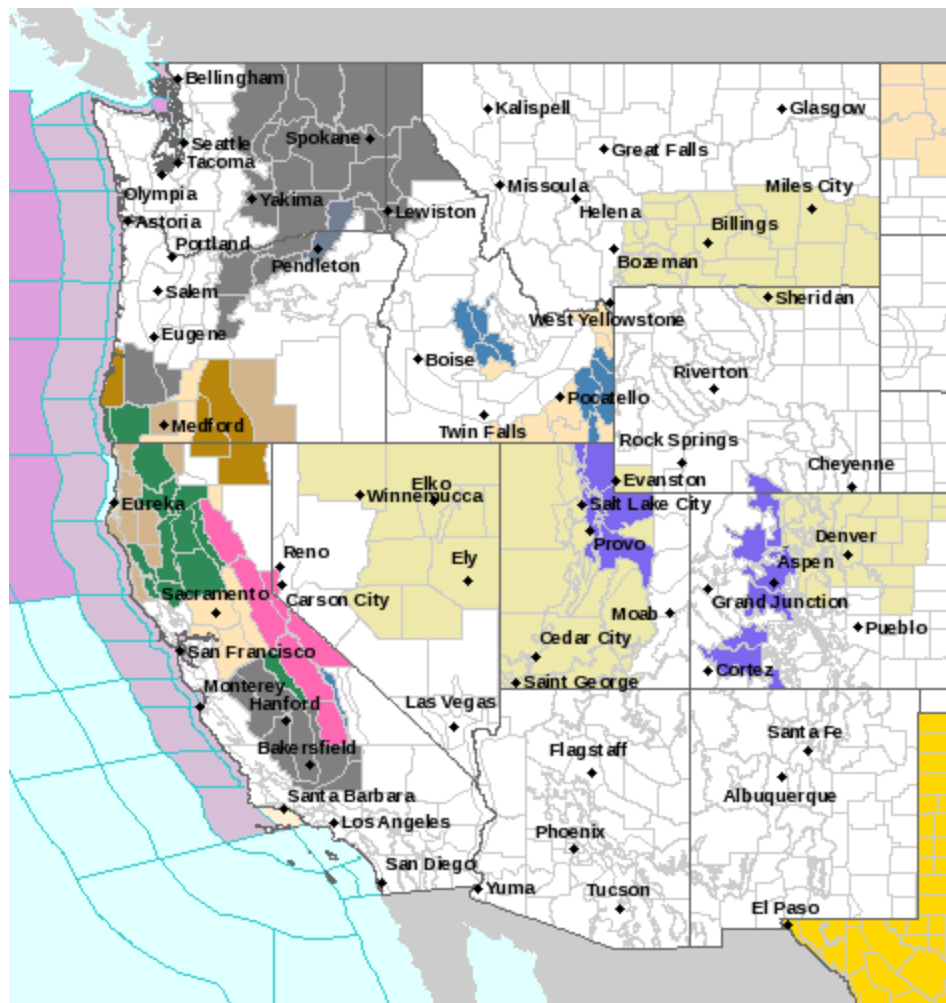 Bellingham
Kalispell
Glasgow
Spokane
Seattle
Great Falls
Tacoma
Olympia
Missoula
Miles City
Yakima
Lewiston
Helena
Astoria
Billings
Portland
Pendleton
Bozeman
Salem
Sheridan
West Yellowstone
Eugene
Boise
Riverton
Pocatello
Medford
Twin Falls
Rock Springs
Cheyenne
Elko
Evanston
Winnemucca
Eureka
Salt Lake City
Reno
Provo
Denver
Ely
Aspen
Sacramento
Carson City
Grand Junction
Moab
Pueblo
Cedar City
San Francisco
Cortez
Saint George
Monterey
Hanford
Las Vegas
Santa Fe
Bakersfield
Flagstaff
Santa Barbara
Albuquerque
Los Angeles
Phoenix
San Diego
Yuma
Tucson
El Paso